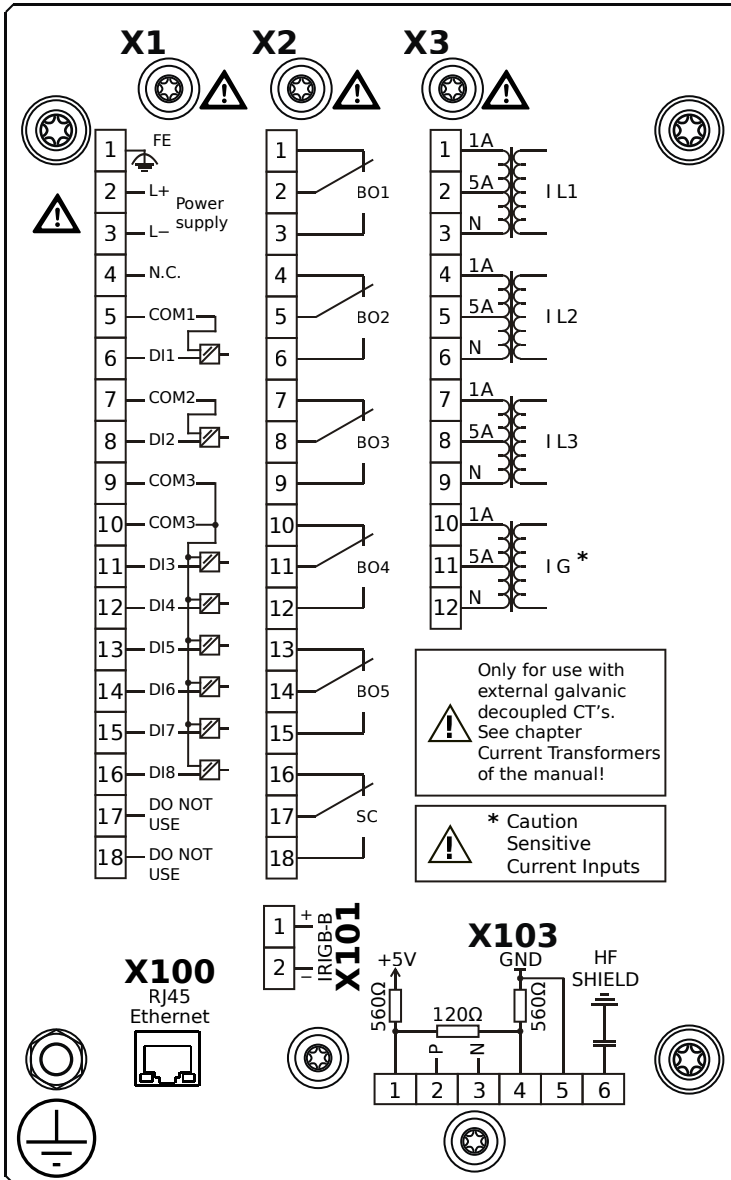 X1 X2 X3
1 FE
2 L+ Power
supply
3 L−
4 N.C.
5 COM1
6 DI1
7 COM2
8 DI2
9 COM3
10 COM3
11 DI3
12 DI4
13 DI5
14 DI6
15 DI7
16 DI8
17 DO NOT
USE
18 DO NOT
USE
1
2 BO1
3
4
5 BO2
6
7
8 BO3
9
10
11 BO4
12
13
14 BO5
15
16
17 SC
18
1 1A
2 5A I L1
3 N
4 1A
5 5A I L2
6 N
7 1A
8 5A I L3
9 N
10 1A
11 5A I G *
12 N
Only for use with
external galvanic
decoupled CT's.
See chapter
Current Transformers
of the manual!
* Caution
Sensitive
Current Inputs
X100
RJ45
Ethernet
1 +
2 −
IRIGB-B
X101
X103
+5V GND HF
SHIELD
560Ω 120Ω 560Ω
P N
1 2 3 4 5 6